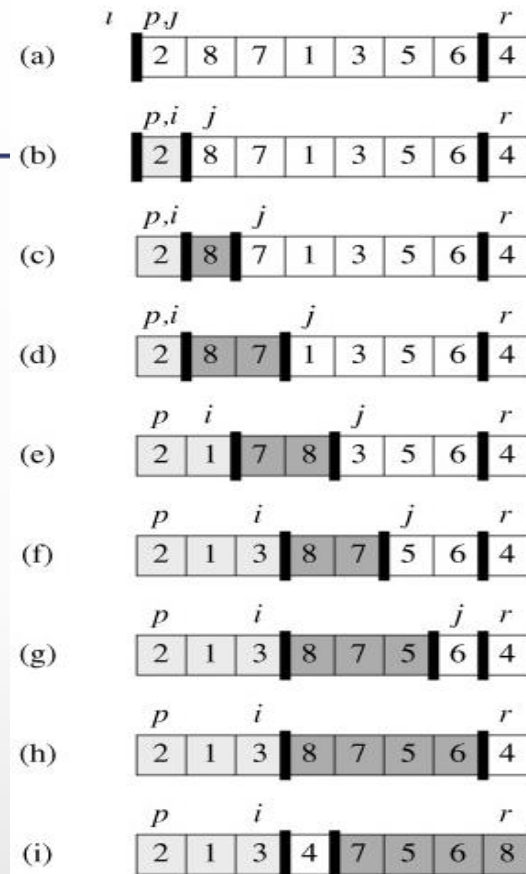 i p,j r
(a) 2 8 7 1 3 5 6 4
p,i j r
(b) 2 8 7 1 3 5 6 4
p,i j r
(c) 2 8 7 1 3 5 6 4
p,i j r
(d) 2 8 7 1 3 5 6 4
p i j r
(e) 2 1 7 8 3 5 6 4
p i j r
(f) 2 1 3 8 7 5 6 4
p i j r
(g) 2 1 3 8 7 5 6 4
p i r
(h) 2 1 3 8 7 5 6 4
p i r
(i) 2 1 3 4 7 5 6 8